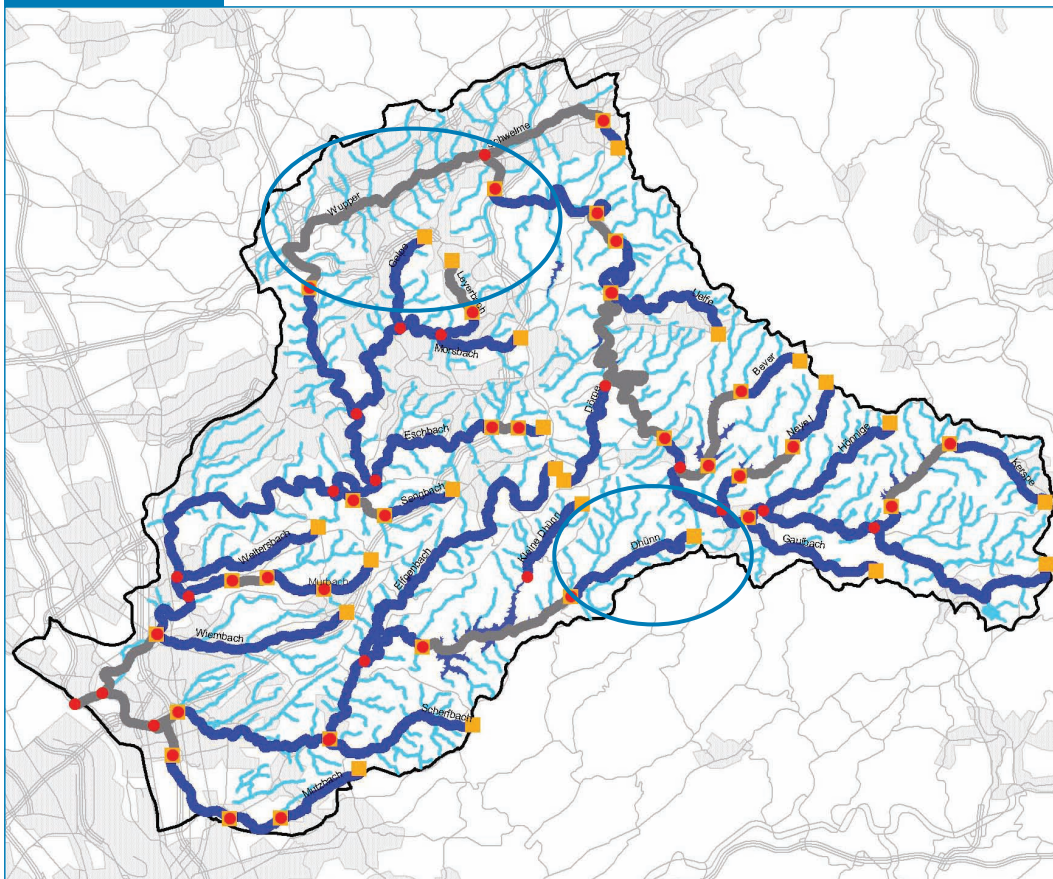 Schwelme
Wupper
Gelpe
Leyerbach
Morsbach
Uelfe
Bever
Neye I
Hönnige
Kerspe
Dörpe
Eschbach
Sengbach
Weltersbach
Murbach
Wiembach
Eifgenbach
Kleine Dhünn
Dhünn
Gaulbach
Scherfbach
Mutzbach